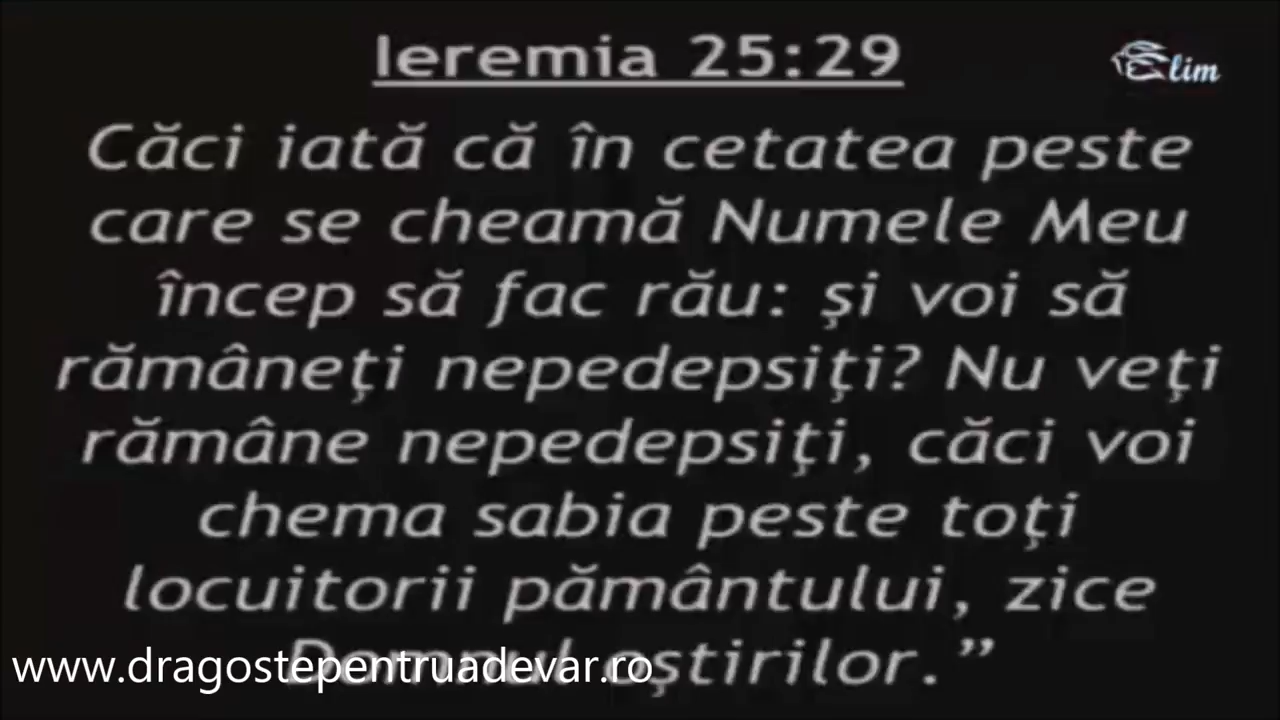 Ieremia 25:29
Elim
Căci iată că în cetatea peste
care se cheamă Numele Meu
încep să fac rău: şi voi să
rămâneţi nepedepsiţi? Nu veţi
rămâne nepedepsiţi, căci voi
chema sabia peste toţi
locuitorii pământului, zice
Domnul oştirilor.”
www.dragostepentruadevar.ro